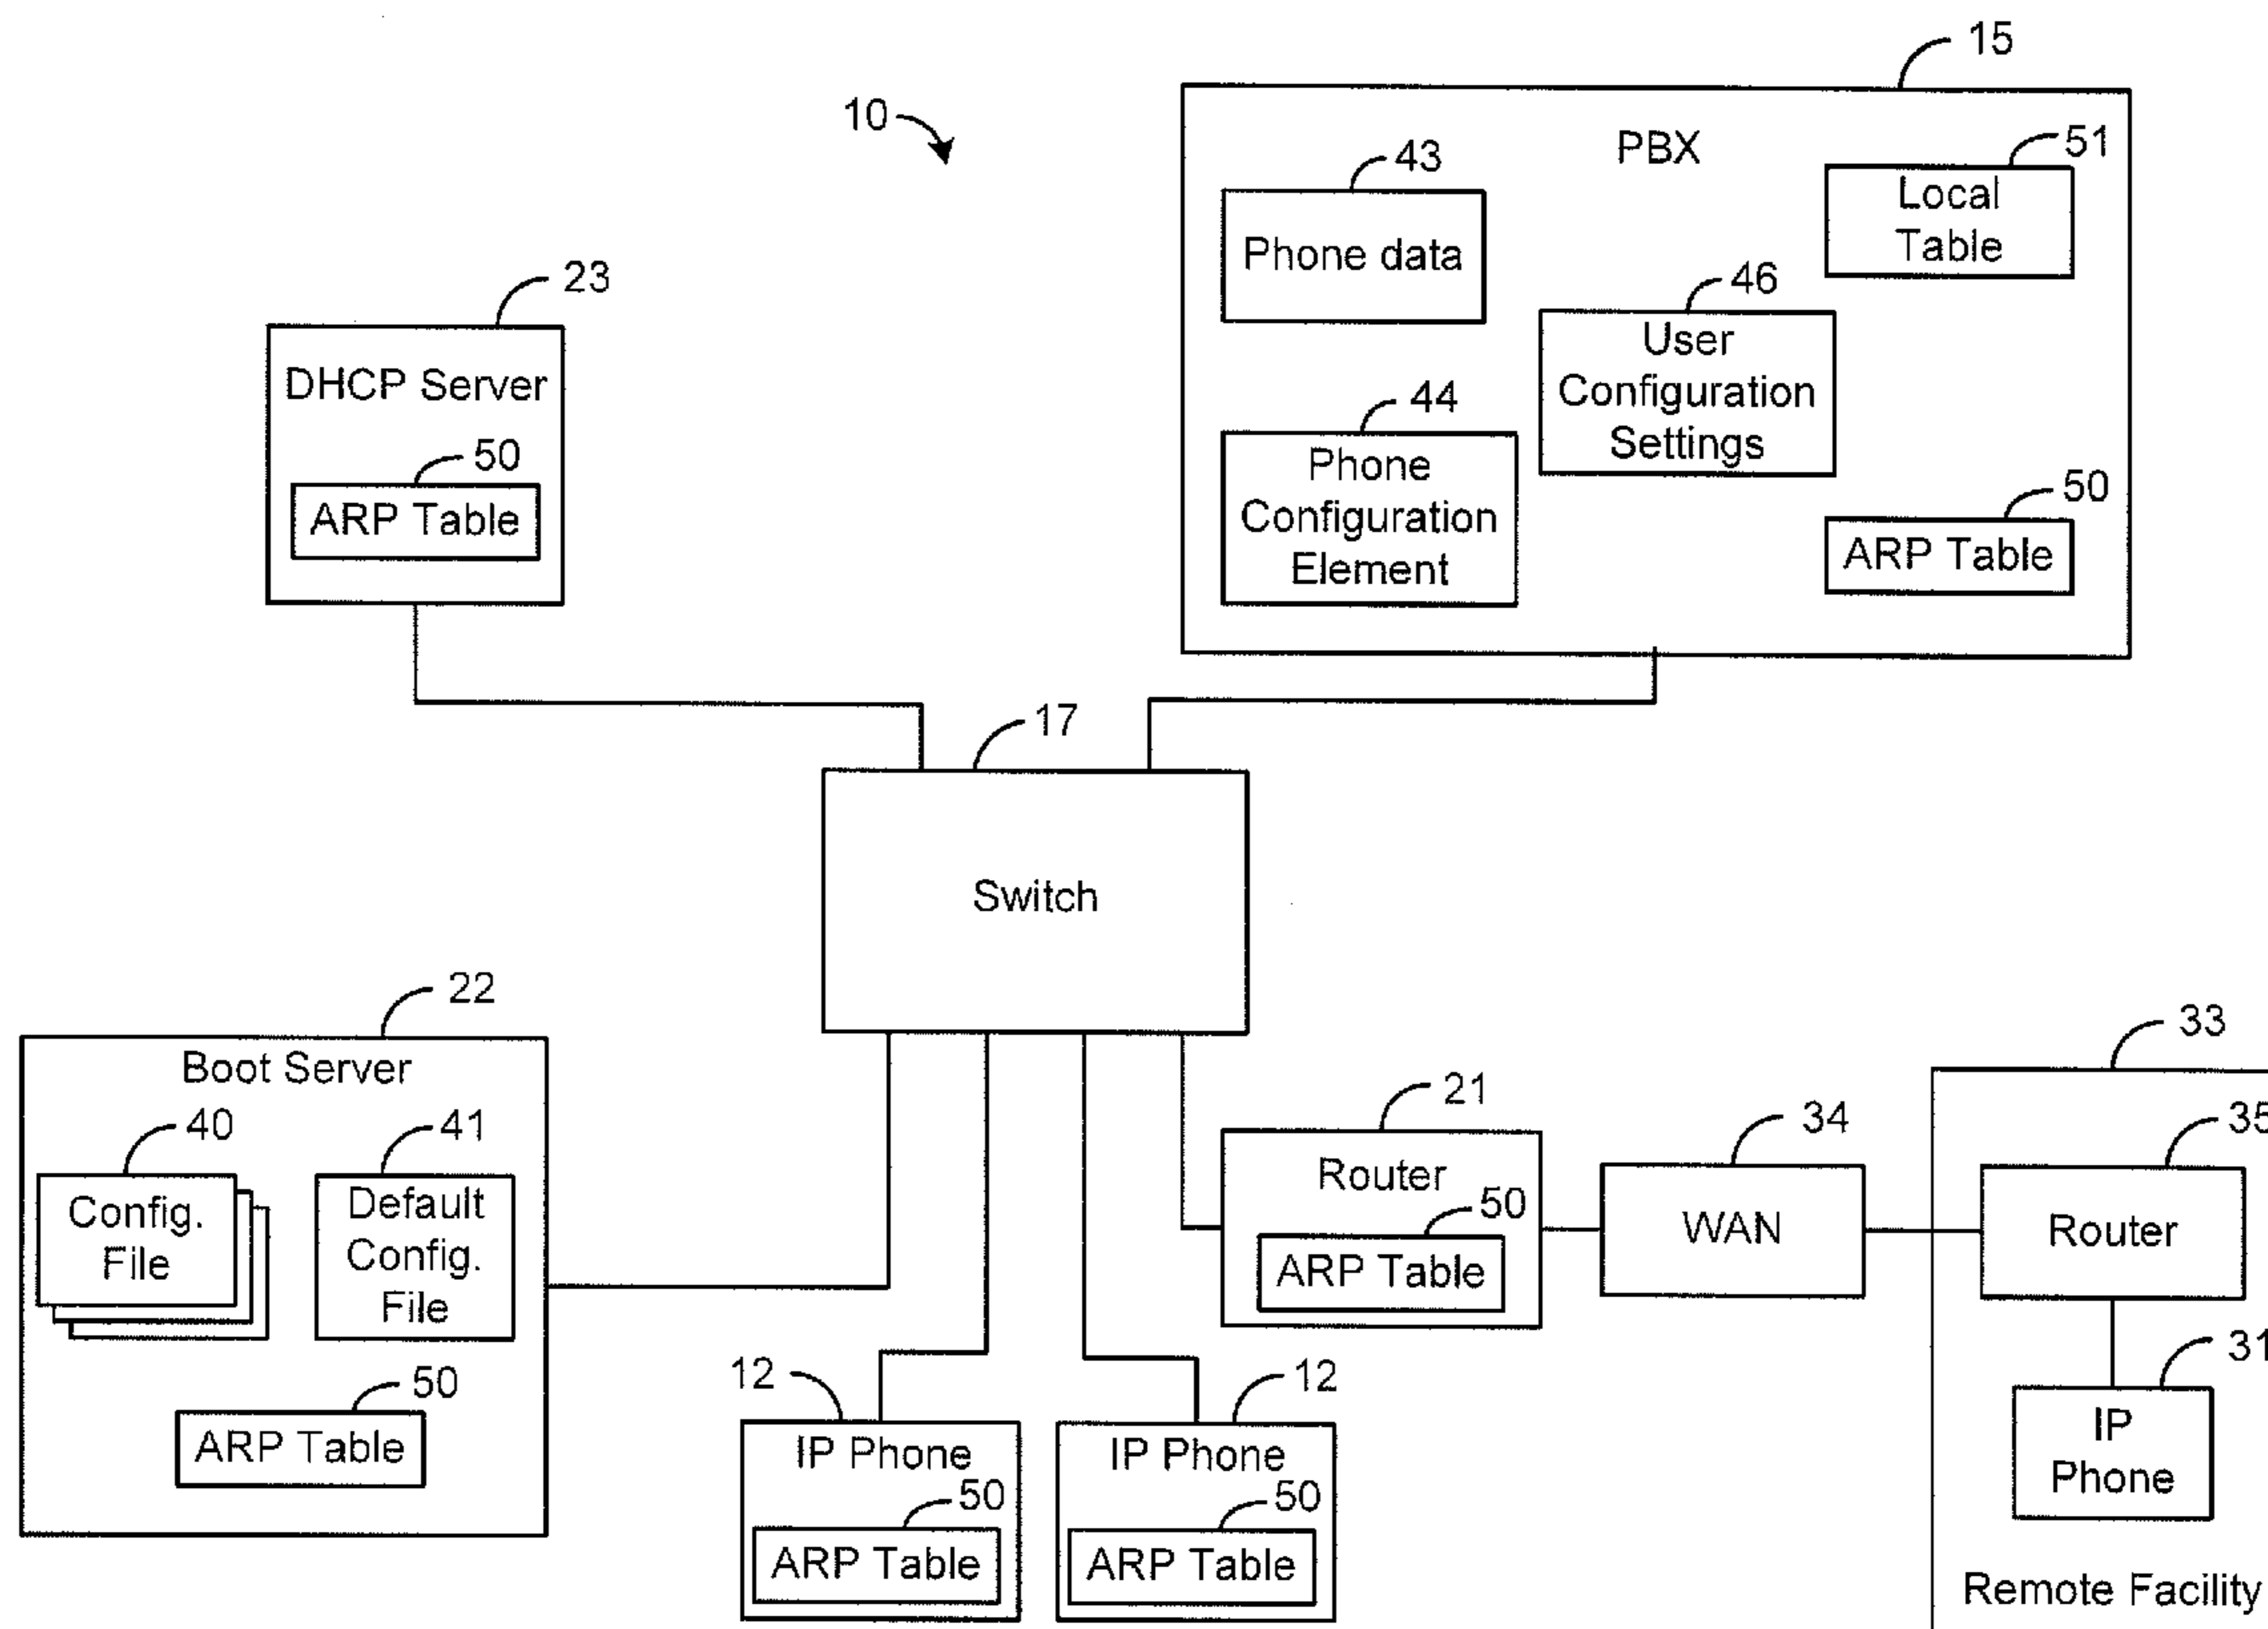 15
10
PBX
43
51
Phone data
Local
Table
23
46
User
Configuration
Settings
DHCP Server
44
50
Phone
Configuration
Element
50
ARP Table
ARP Table
17
Switch
22
Boot Server
40
41
Config.
File
Default
Config.
File
50
ARP Table
33
21
34
35
Router
50
ARP Table
WAN
Router
12
12
31
IP Phone
50
ARP Table
IP Phone
50
ARP Table
IP
Phone
Remote Facility